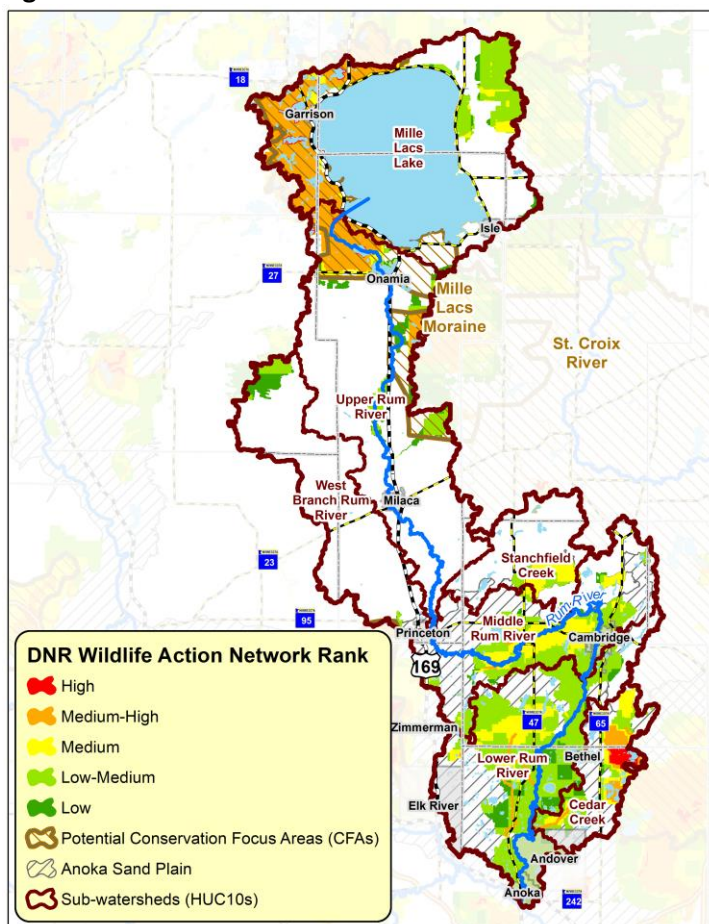 18
Garrison
Mille
Lacs
Lake
Isle
27
Onamia
Mille
Lacs
Moraine
St. Croix
River
Upper Rum
River
West
Branch Rum
River
Milaca
23
Stanchfield
Creek
95
Rum River
Princeton
Middle
Rum River
Cambridge
169
DNR Wildlife Action Network Rank
High
Medium-High
Medium
Low-Medium
Low
Potential Conservation Focus Areas (CFAs)
Anoka Sand Plain
Sub-watersheds (HUC10s)
47
65
Zimmerman
Lower Rum
River
Bethel
Elk River
Cedar
Creek
Andover
Anoka
242